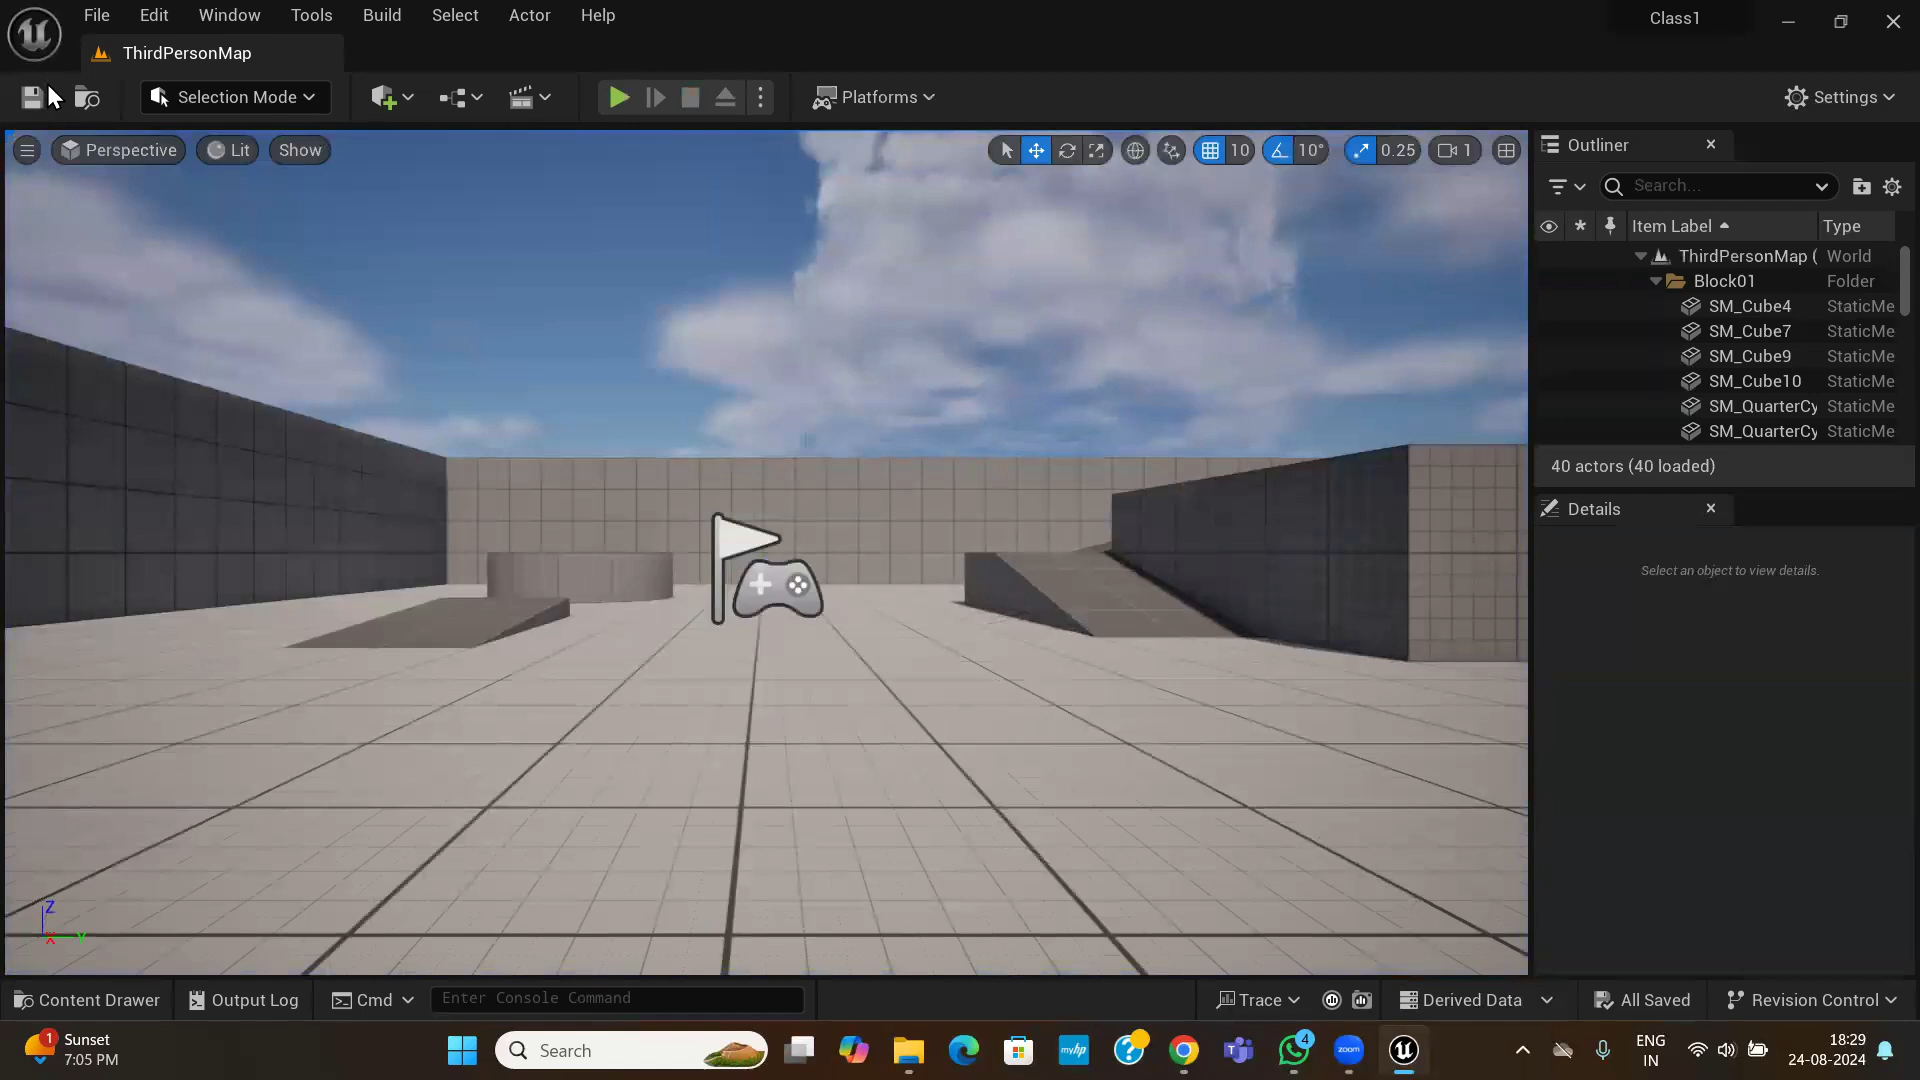 File Edit Window Tools Build Select Actor Help
Class1
ThirdPersonMap
Selection Mode
Platforms
Settings
Perspective Lit Show
10 10° 0.25 1
Outliner
Search...
Item Label Type
ThirdPersonMap ( World
Block01 Folder
SM_Cube4 StaticMe
SM_Cube7 StaticMe
SM_Cube9 StaticMe
SM_Cube10 StaticMe
SM_QuarterCy StaticMe
SM_QuarterCy StaticMe
40 actors (40 loaded)
Details
Select an object to view details.
Z
X Y
Content Drawer Output Log Cmd Enter Console Command Trace Derived Data All Saved Revision Control
1 Sunset
7:05 PM
Search
myhp
4
zoom
ENG
IN
18:29
24-08-2024